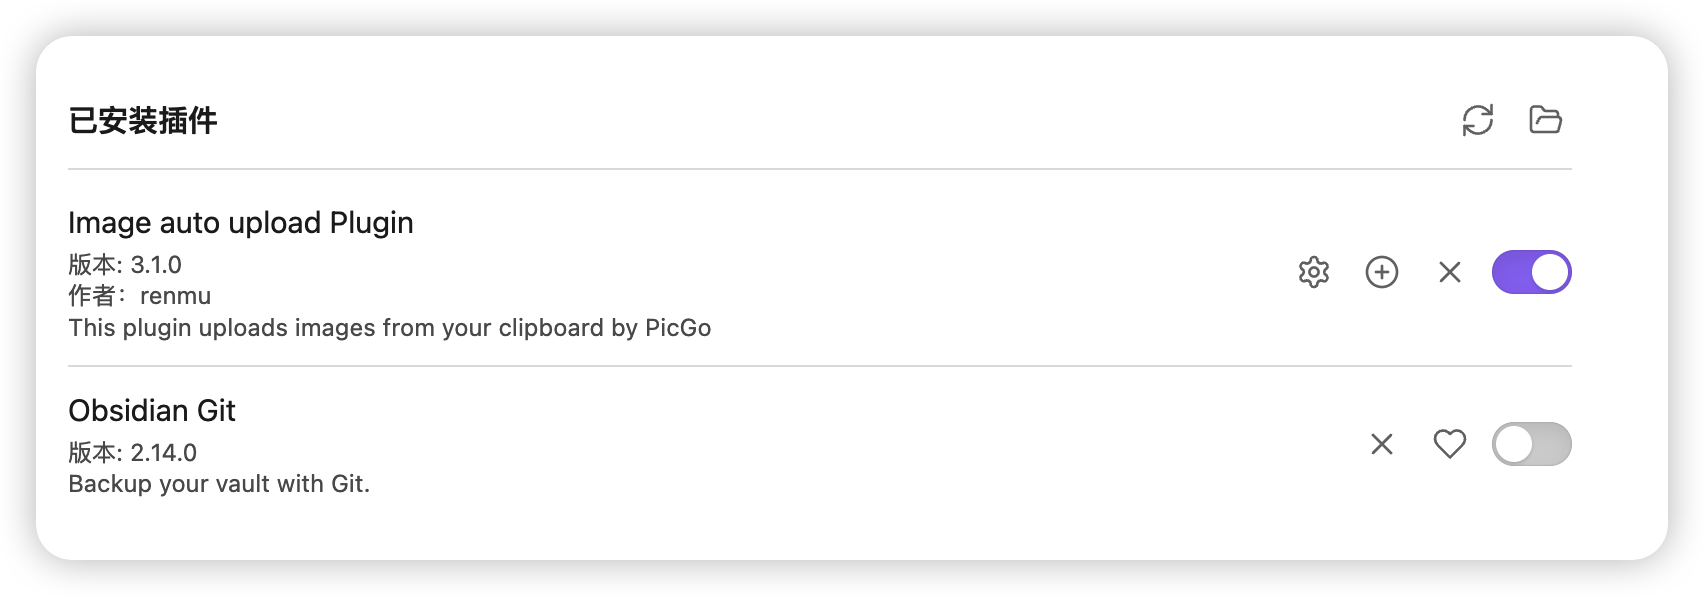 已安装插件
Image auto upload Plugin
版本: 3.1.0
作者：renmu
This plugin uploads images from your clipboard by PicGo
Obsidian Git
版本: 2.14.0
Backup your vault with Git.